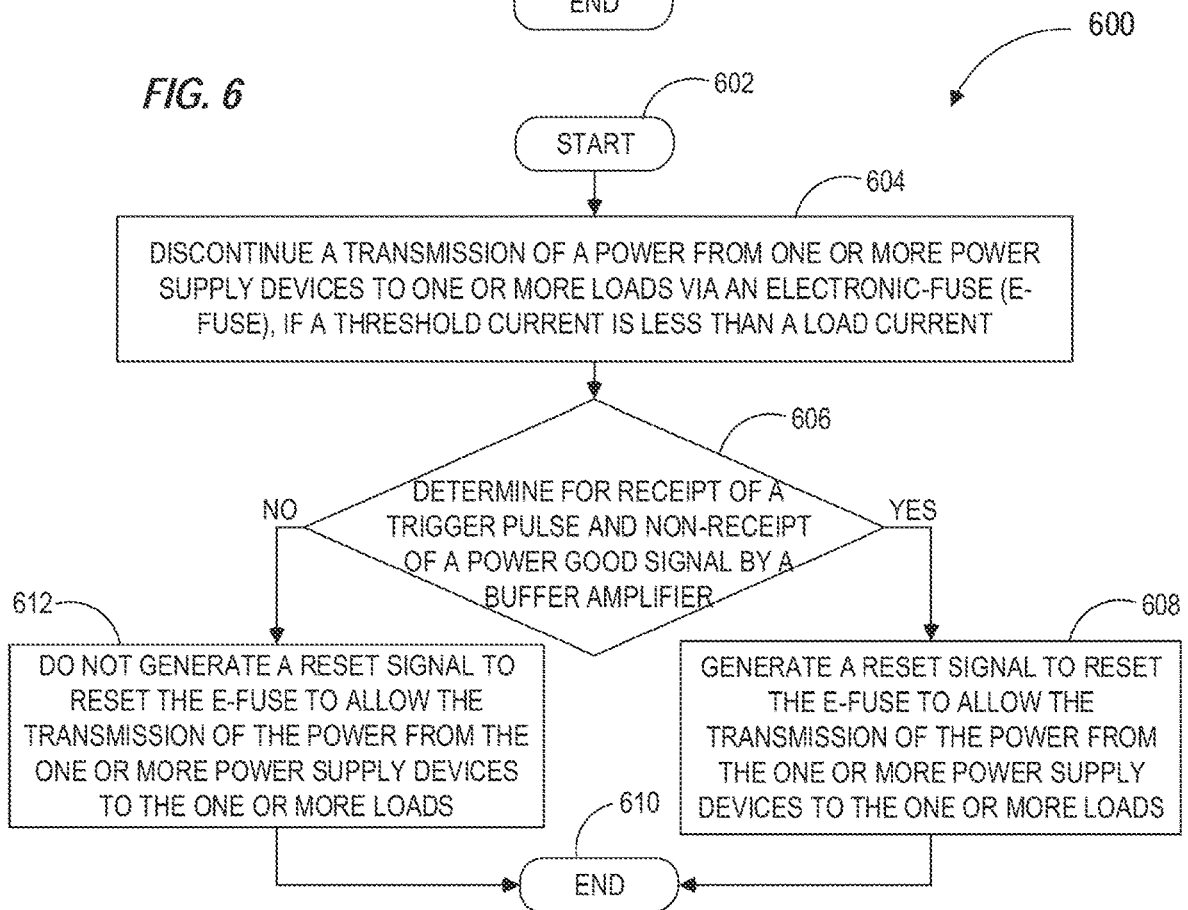 END
600
FIG. 6
602
START
604
DISCONTINUE A TRANSMISSION OF A POWER FROM ONE OR MORE POWER
SUPPLY DEVICES TO ONE OR MORE LOADS VIA AN ELECTRONIC-FUSE (E-
FUSE), IF A THRESHOLD CURRENT IS LESS THAN A LOAD CURRENT
606
DETERMINE FOR RECEIPT OF A
TRIGGER PULSE AND NON-RECEIPT
OF A POWER GOOD SIGNAL BY A
BUFFER AMPLIFIER
NO
YES
612
DO NOT GENERATE A RESET SIGNAL TO
RESET THE E-FUSE TO ALLOW THE
TRANSMISSION OF THE POWER FROM THE
ONE OR MORE POWER SUPPLY DEVICES
TO THE ONE OR MORE LOADS
608
GENERATE A RESET SIGNAL TO RESET
THE E-FUSE TO ALLOW THE
TRANSMISSION OF THE POWER FROM
THE ONE OR MORE POWER SUPPLY
DEVICES TO THE ONE OR MORE LOADS
610
END